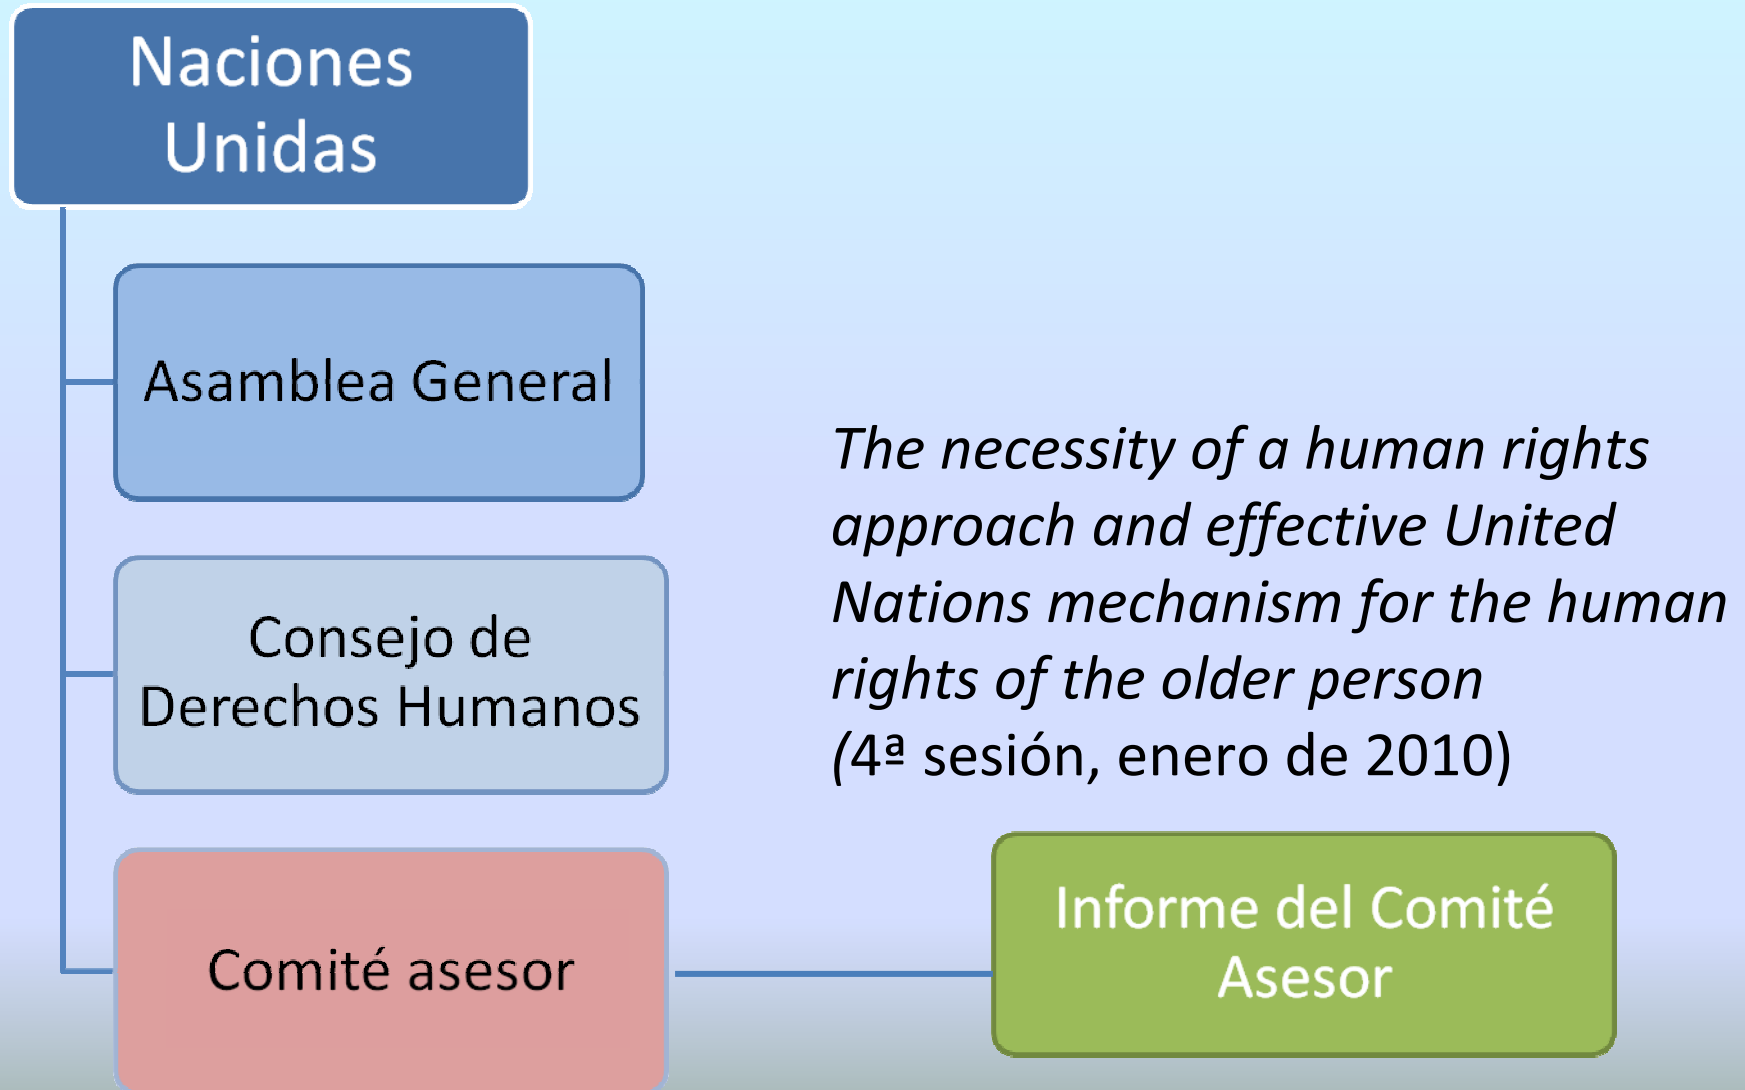 Naciones
Unidas
Asamblea General
Consejo de
Derechos Humanos
Comité asesor
The necessity of a human rights
approach and effective United
Nations mechanism for the human
rights of the older person
(4ª sesión, enero de 2010)
Informe del Comité
Asesor